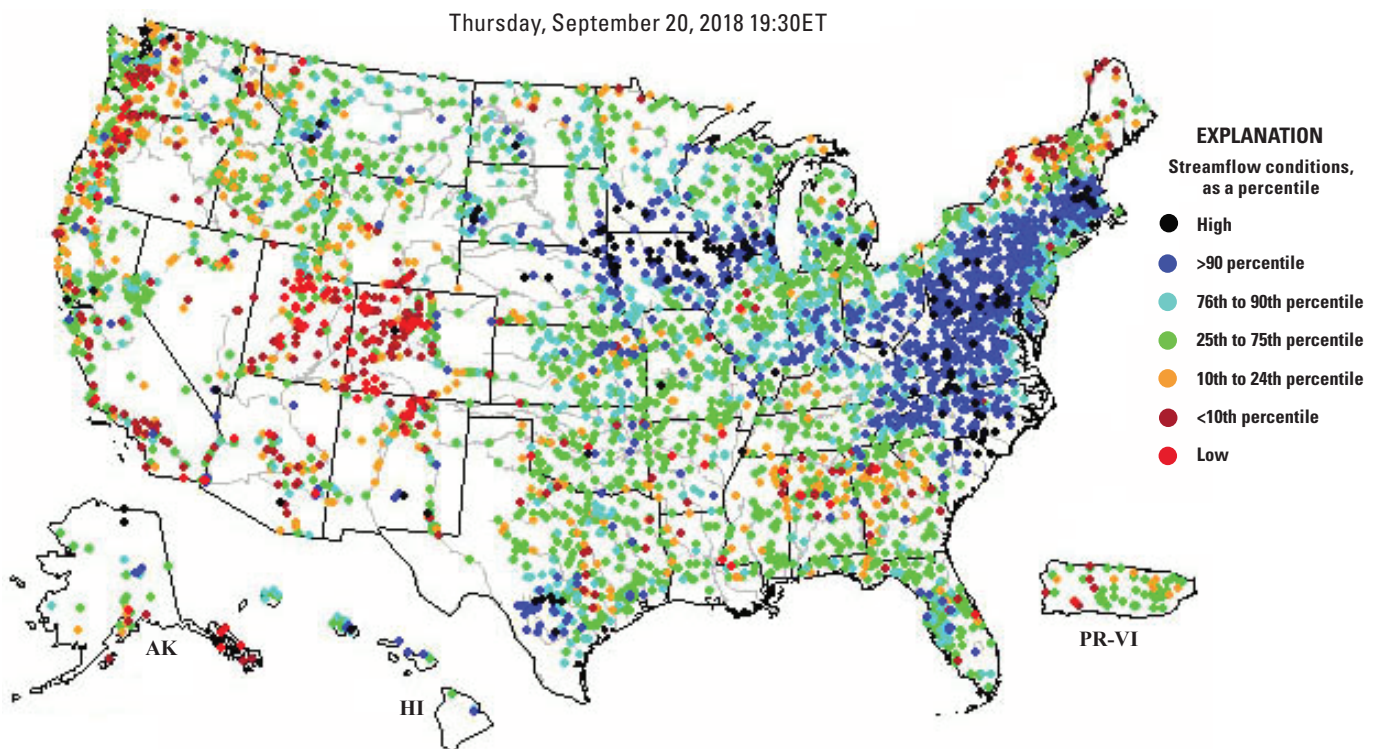 Thursday, September 20, 2018 19:30ET
EXPLANATION
Streamflow conditions,
as a percentile
High
>90 percentile
76th to 90th percentile
25th to 75th percentile
10th to 24th percentile
<10th percentile
Low
AK
HI
PR-VI